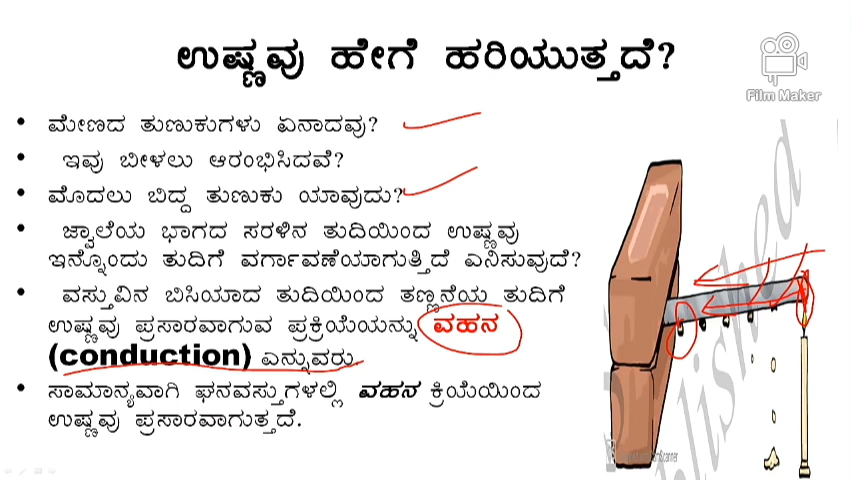 ಉಷ್ಣವು ಹೇಗೆ ಹರಿಯುತ್ತದೆ?
Film Maker
• ಮೇಣದ ತುಣುಕುಗಳು ಏನಾದವು?
• ಇವು ಬೀಳಲು ಆರಂಭಿಸಿದವೆ?
• ಮೊದಲು ಬಿದ್ದ ತುಣುಕು ಯಾವುದು?
• ಜ್ವಾಲೆಯ ಭಾಗದ ಸರಳಿನ ತುದಿಯಿಂದ ಉಷ್ಣವು
ಇನ್ನೊಂದು ತುದಿಗೆ ವರ್ಗಾವಣೆಯಾಗುತ್ತಿದೆ ಎನಿಸುವುದೆ?
• ವಸ್ತುವಿನ ಬಿಸಿಯಾದ ತುದಿಯಿಂದ ತಣ್ಣನೆಯ ತುದಿಗೆ
ಉಷ್ಣವು ಪ್ರಸಾರವಾಗುವ ಪ್ರಕ್ರಿಯೆಯನ್ನು ವಹನ
(conduction) ಎನ್ನುವರು.
• ಸಾಮಾನ್ಯವಾಗಿ ಘನವಸ್ತುಗಳಲ್ಲಿ ವಹನ ಕ್ರಿಯೆಯಿಂದ
ಉಷ್ಣವು ಪ್ರಸಾರವಾಗುತ್ತದೆ.
lished